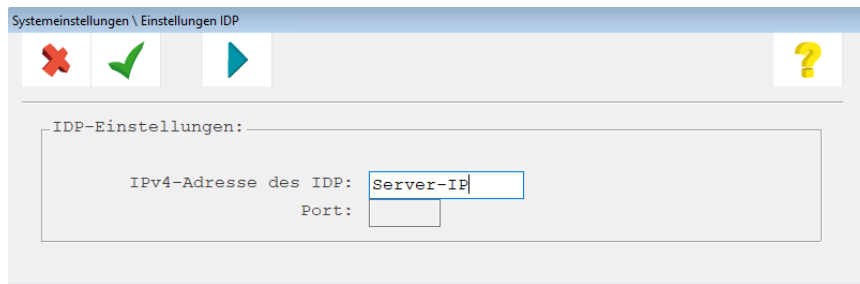 Systemeinstellungen \ Einstellungen IDP
?
IDP-Einstellungen:
IPv4-Adresse des IDP: Server-IP
Port: